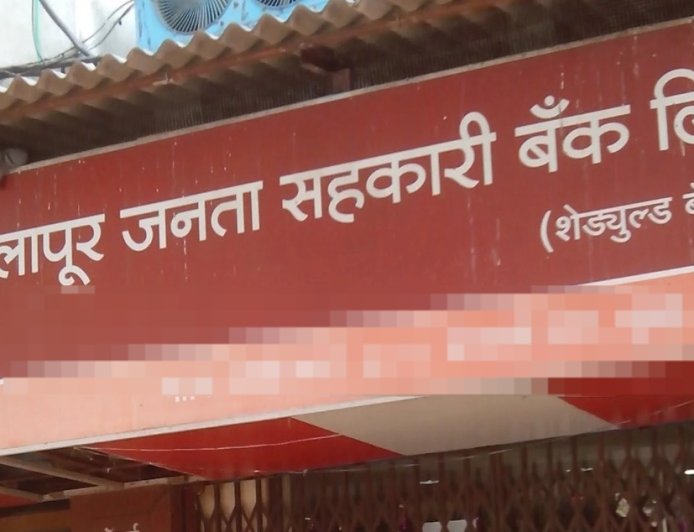 लापूर जनता सहकारी बँक लि
(शेड्युल्ड